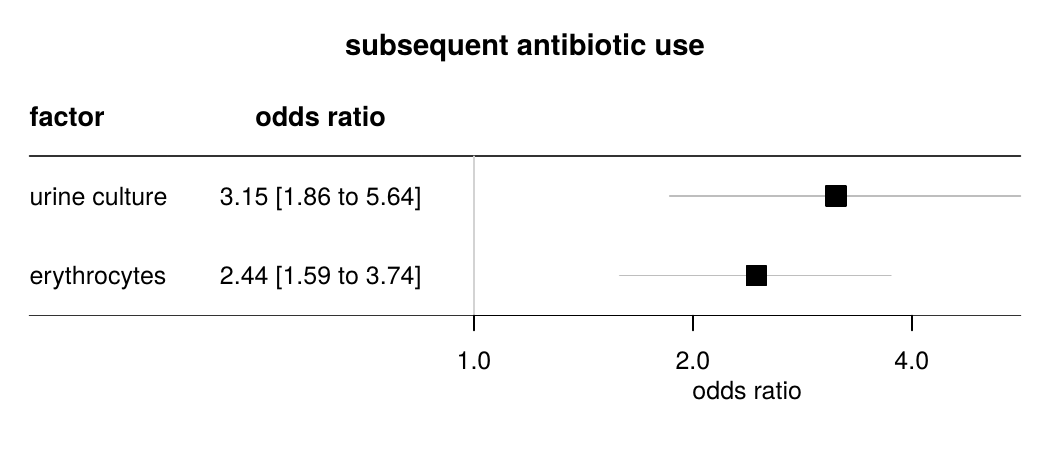 subsequent antibiotic use
factor odds ratio
urine culture 3.15 [1.86 to 5.64]
erythrocytes 2.44 [1.59 to 3.74]
1.0 2.0 4.0
odds ratio